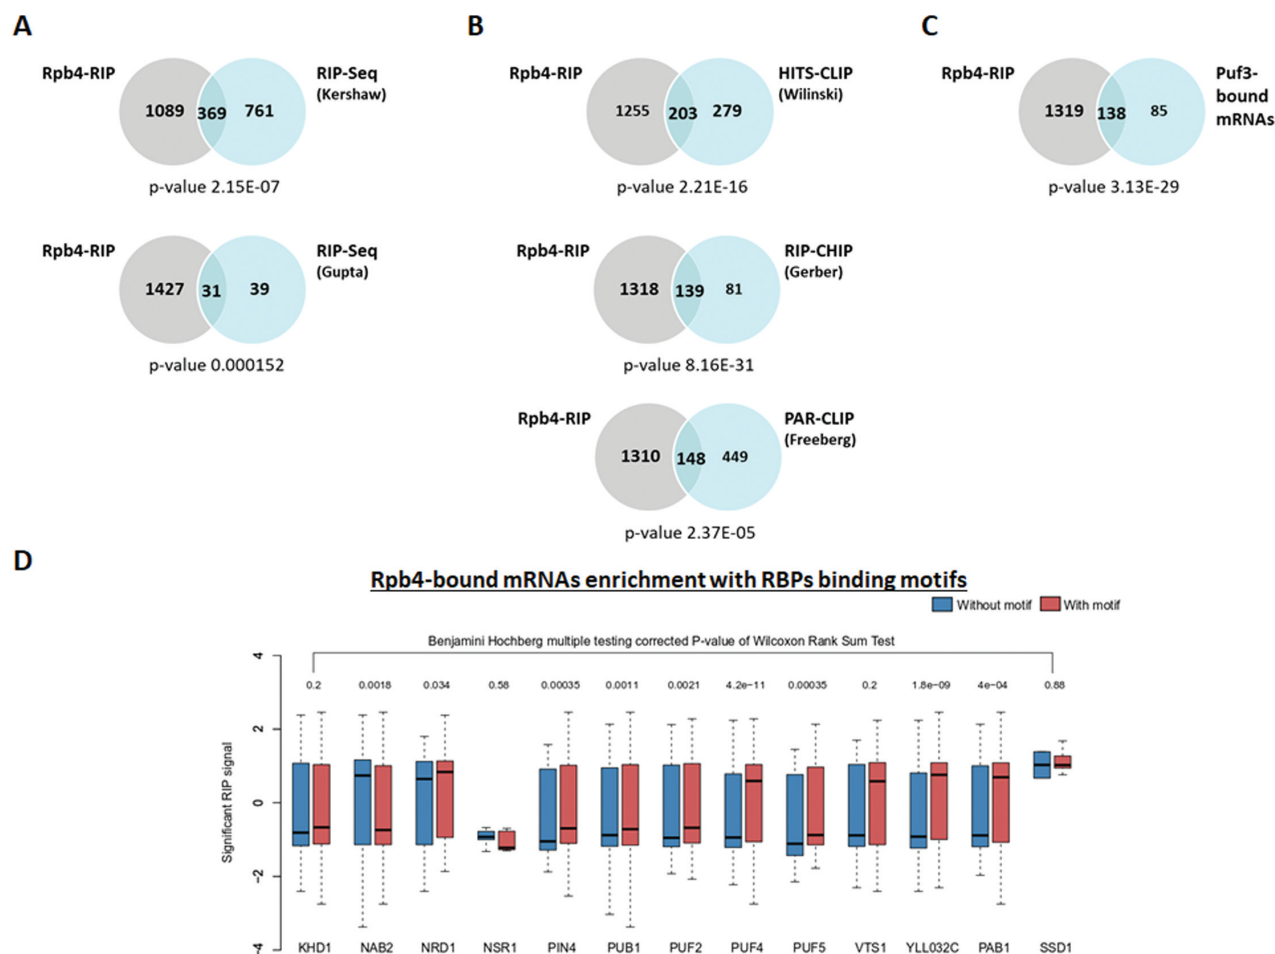 A
B
C
Rpb4-RIP
RIP-Seq
(Kershaw)
1089 369 761
p-value 2.15E-07
Rpb4-RIP
HITS-CLIP
(Wilinski)
1255 203 279
p-value 2.21E-16
Rpb4-RIP
Puf3-
bound
mRNAs
1319 138 85
p-value 3.13E-29
Rpb4-RIP
RIP-Seq
(Gupta)
1427 31 39
p-value 0.000152
Rpb4-RIP
RIP-CHIP
(Gerber)
1318 139 81
p-value 8.16E-31
Rpb4-RIP
PAR-CLIP
(Freeberg)
1310 148 449
p-value 2.37E-05
D
Rpb4-bound mRNAs enrichment with RBPs binding motifs
Without motif With motif
Benjamini Hochberg multiple testing corrected P-value of Wilcoxon Rank Sum Test
0.2 0.0018 0.034 0.58 0.00035 0.0011 0.0021 4.2e-11 0.00035 0.2 1.8e-09 4e-04 0.88
Significant RIP signal
4
2
0
-2
-4
KHD1 NAB2 NRD1 NSR1 PIN4 PUB1 PUF2 PUF4 PUF5 VTS1 YLL032C PAB1 SSD1